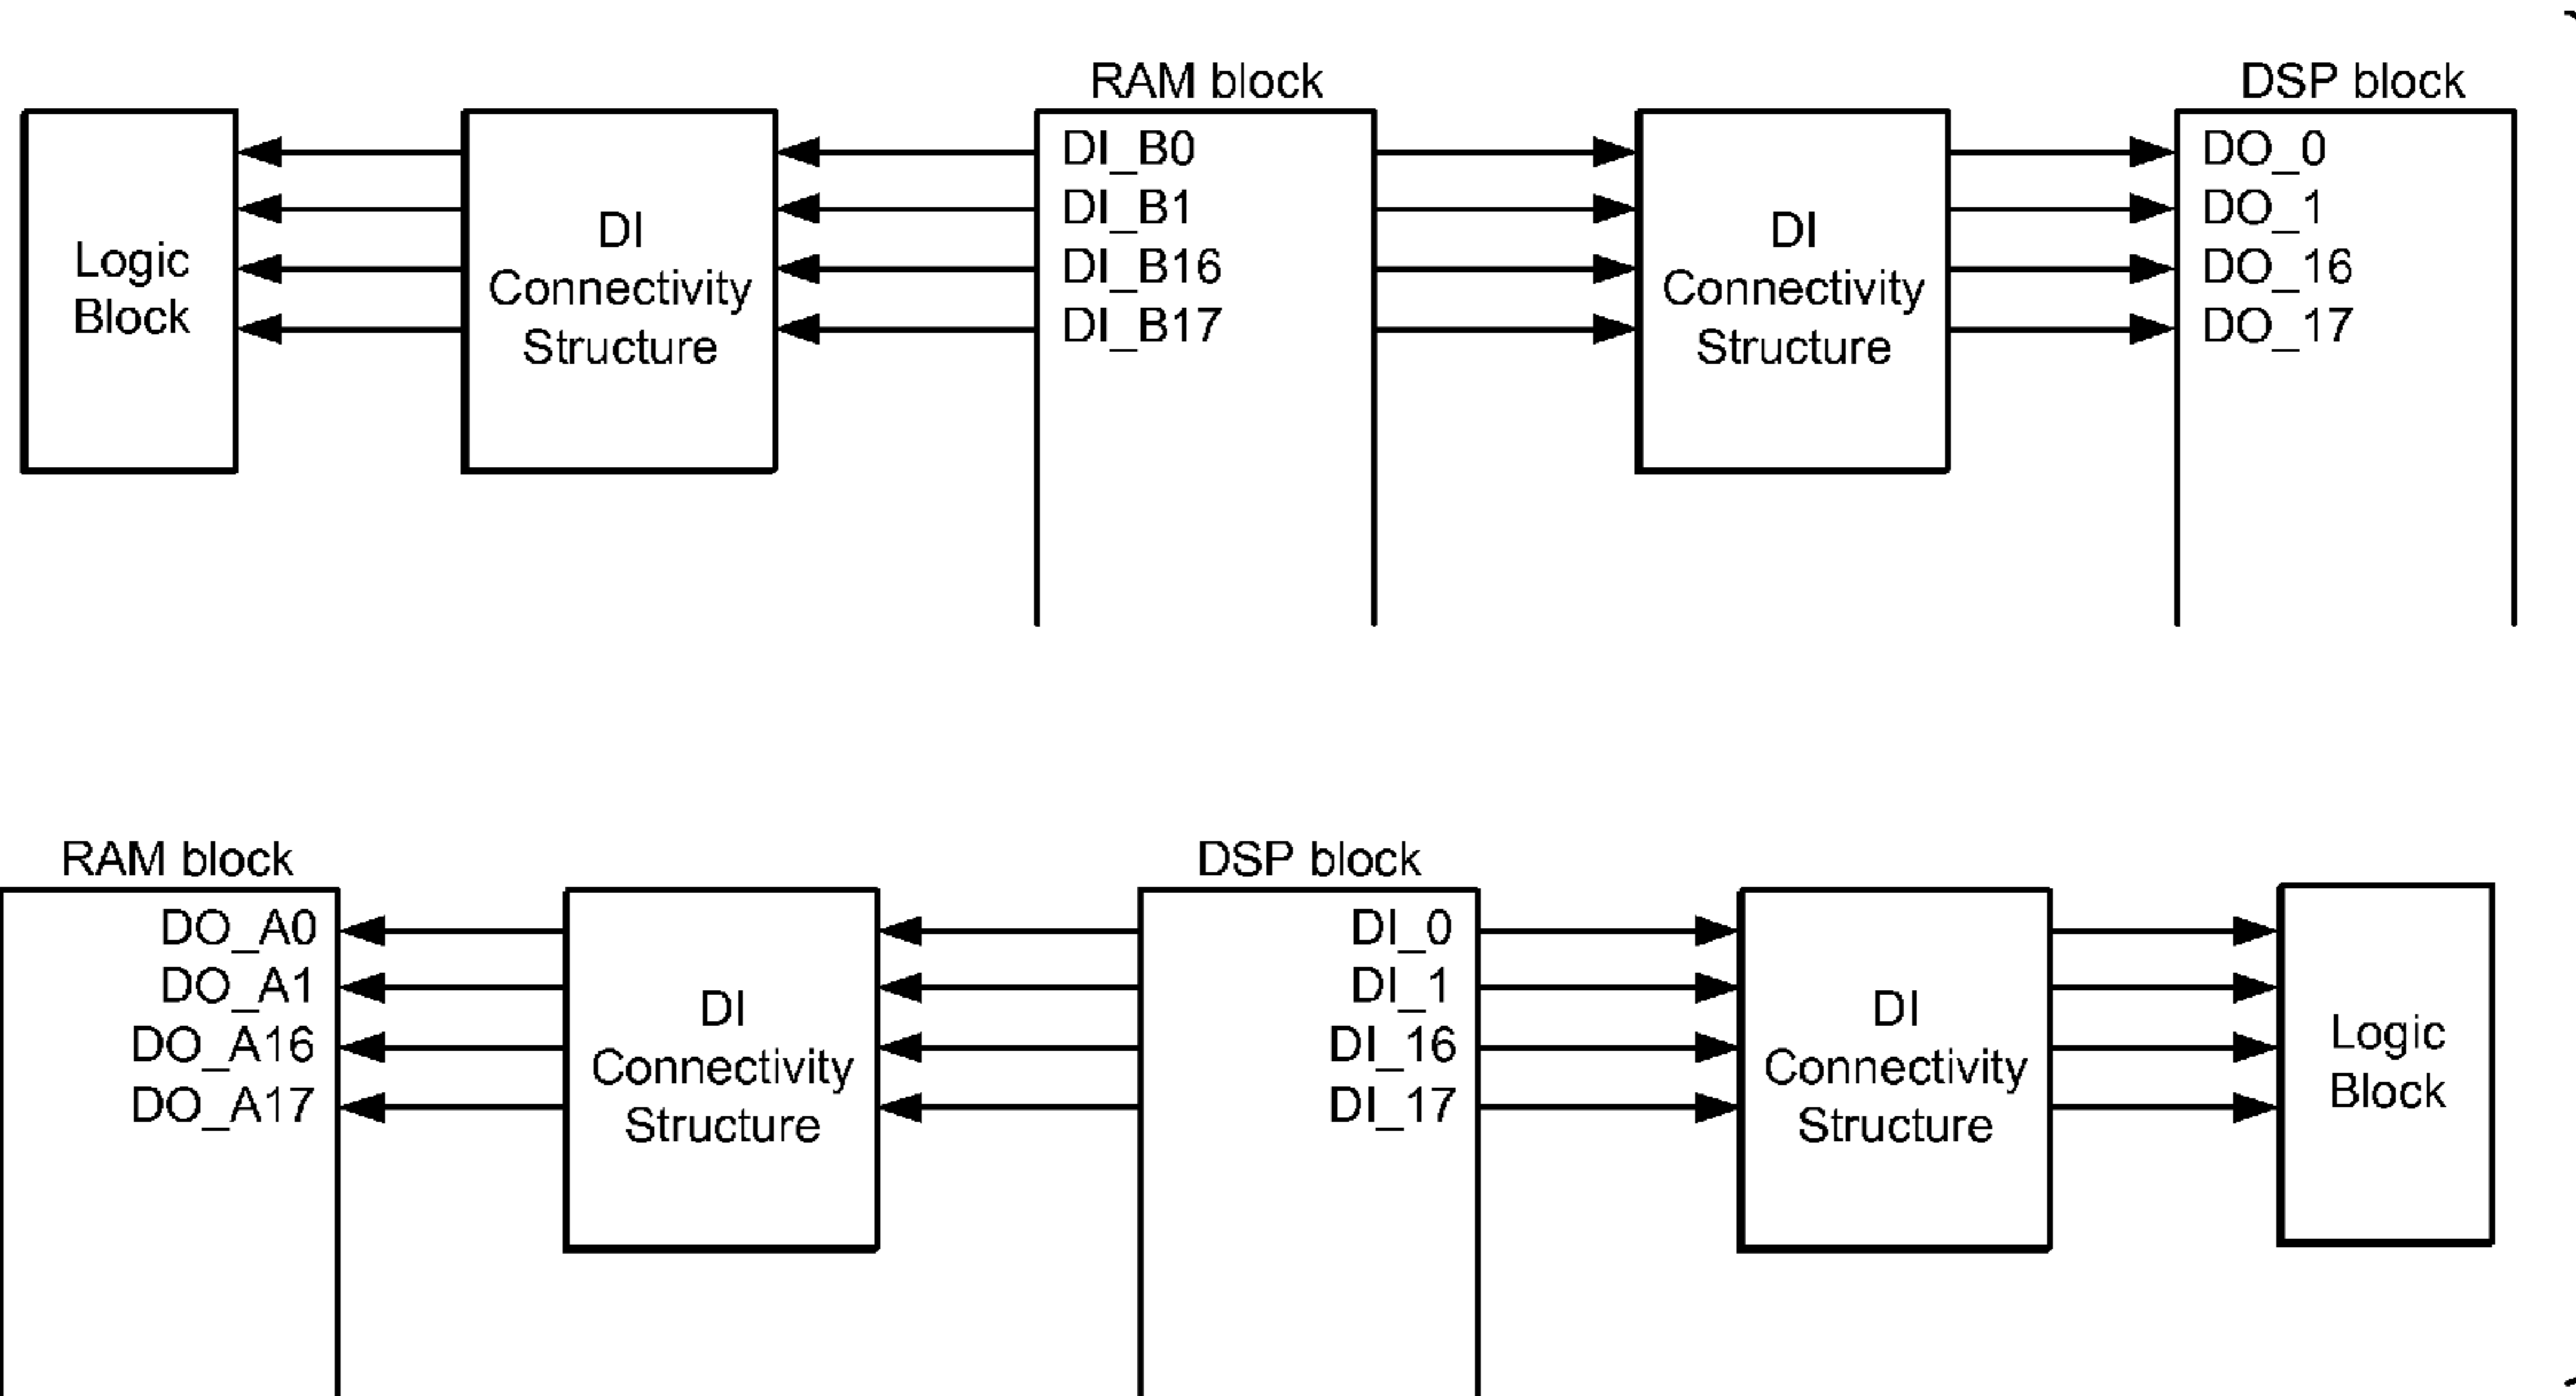 RAM block
DSP block
Logic
Block
DI
Connectivity
Structure
DI_B0
DI_B1
DI_B16
DI_B17
DI
Connectivity
Structure
DO_0
DO_1
DO_16
DO_17
RAM block
DSP block
DO_A0
DO_A1
DO_A16
DO_A17
DI
Connectivity
Structure
DI_0
DI_1
DI_16
DI_17
DI
Connectivity
Structure
Logic
Block